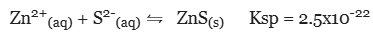 Zn²⁺(aq) + S²⁻(aq) ⇋ ZnS(s) Ksp = 2.5x10⁻²²